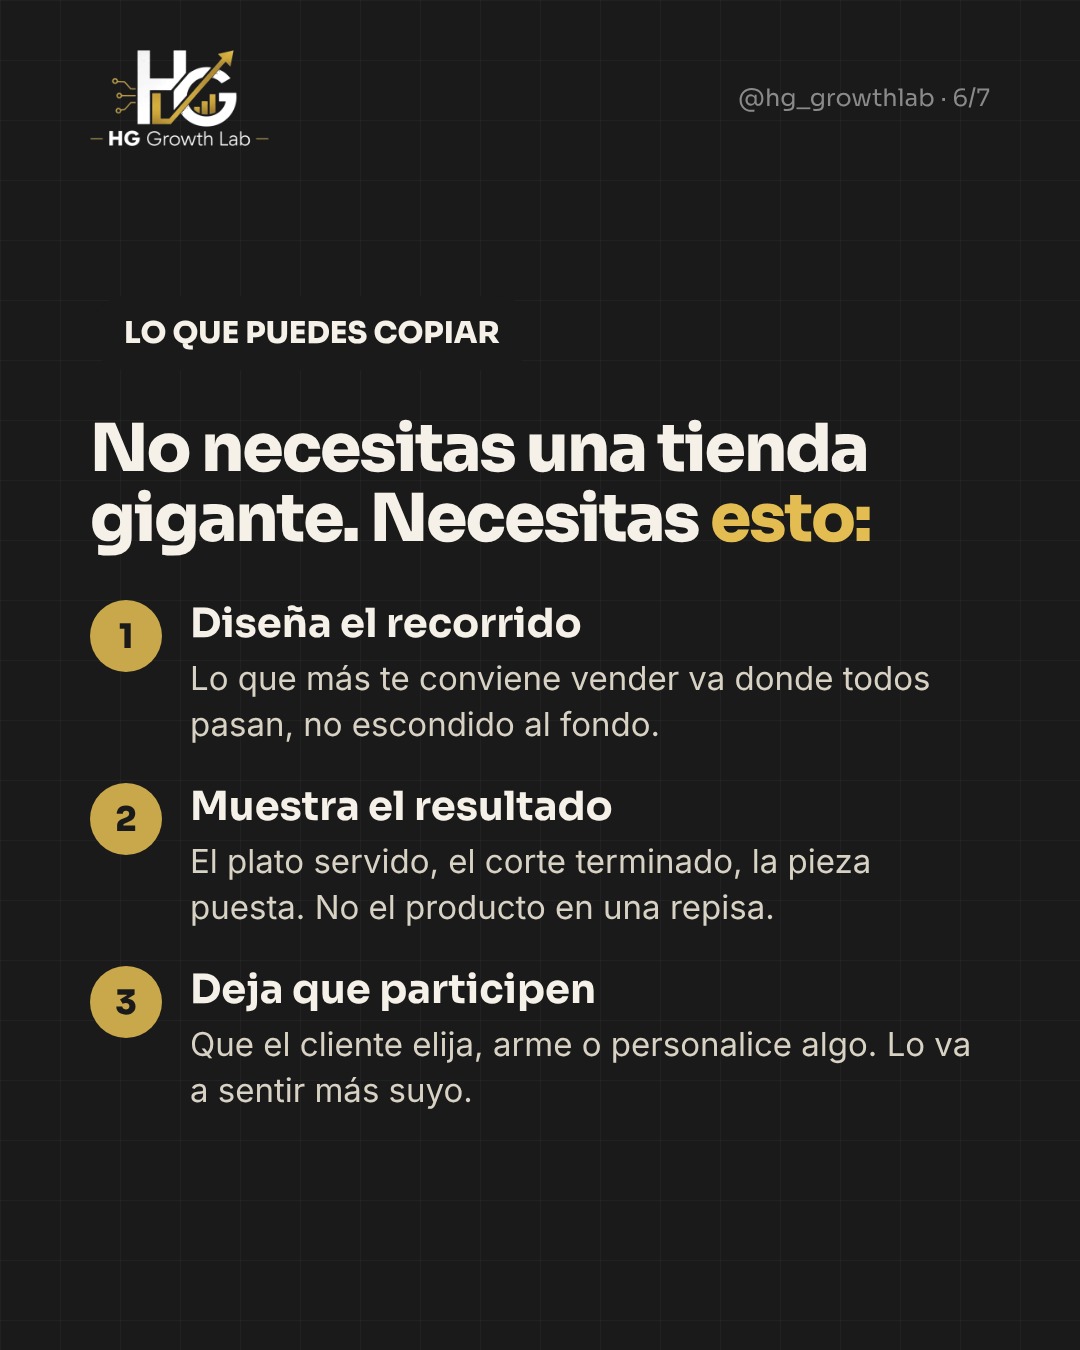 HG
HG Growth Lab
@hg_growthlab · 6/7
LO QUE PUEDES COPIAR
No necesitas una tienda
gigante. Necesitas esto:
1
Diseña el recorrido
Lo que más te conviene vender va donde todos
pasan, no escondido al fondo.
2
Muestra el resultado
El plato servido, el corte terminado, la pieza
puesta. No el producto en una repisa.
3
Deja que participen
Que el cliente elija, arme o personalice algo. Lo va
a sentir más suyo.